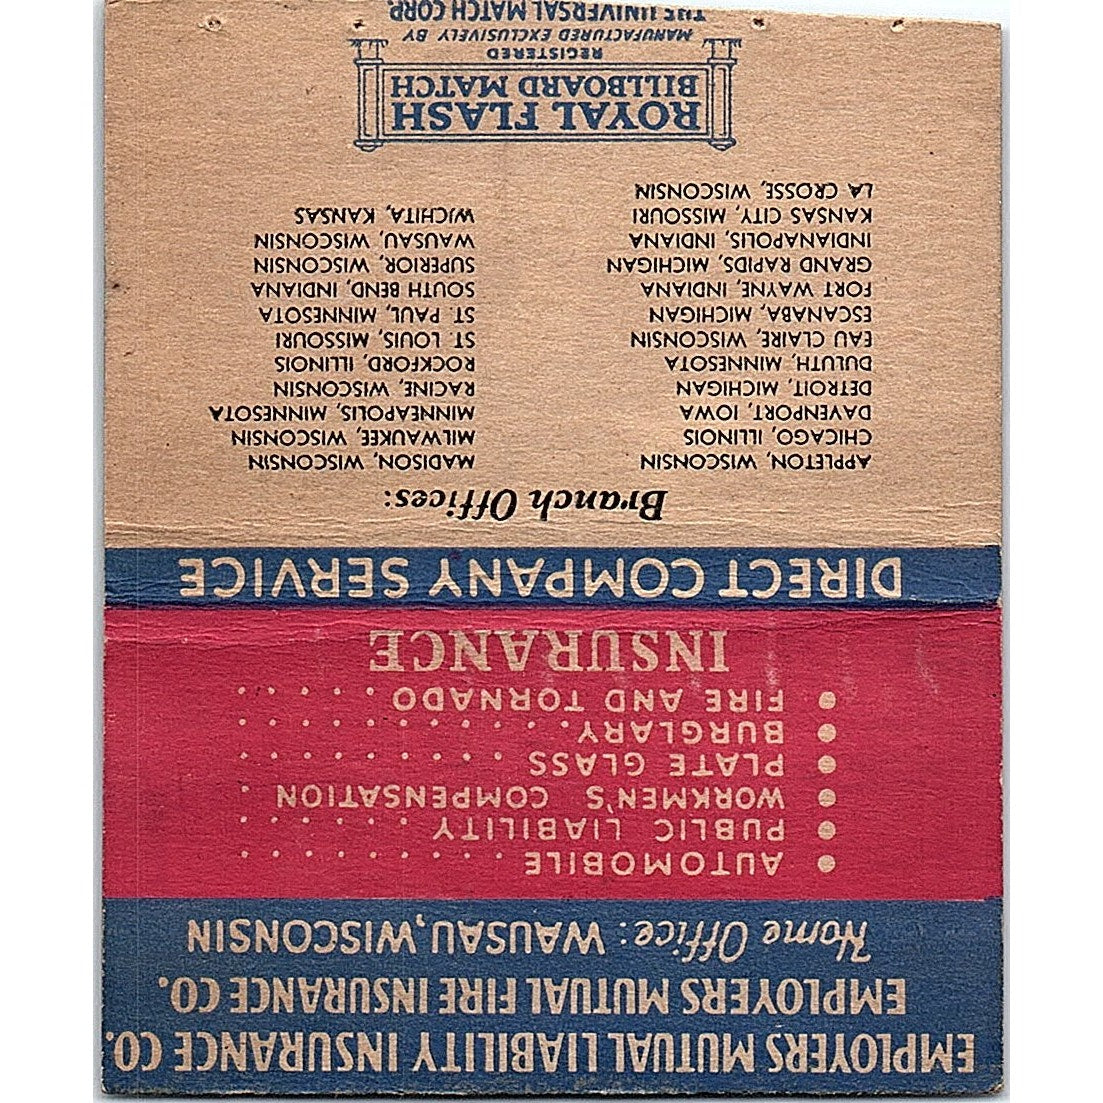 EMPLOYERS MUTUAL LIABILITY INSURANCE CO.
EMPLOYERS MUTUAL FIRE INSURANCE CO.
Home Office: WAUSAU, WISCONSIN
• AUTOMOBILE . . . . . . . . .
• PUBLIC LIABILITY . . . . . .
• WORKMEN'S COMPENSATION .
• PLATE GLASS . . . . . . . . .
• BURGLARY . . . . . . . . . . .
• FIRE AND TORNADO . . . . .
INSURANCE
DIRECT COMPANY SERVICE
Branch Offices:
APPLETON, WISCONSIN
CHICAGO, ILLINOIS
DAVENPORT, IOWA
DETROIT, MICHIGAN
DULUTH, MINNESOTA
EAU CLAIRE, WISCONSIN
ESCANABA, MICHIGAN
FORT WAYNE, INDIANA
GRAND RAPIDS, MICHIGAN
INDIANAPOLIS, INDIANA
KANSAS CITY, MISSOURI
LA CROSSE, WISCONSIN
MADISON, WISCONSIN
MILWAUKEE, WISCONSIN
MINNEAPOLIS, MINNESOTA
RACINE, WISCONSIN
ROCKFORD, ILLINOIS
ST. LOUIS, MISSOURI
ST. PAUL, MINNESOTA
SOUTH BEND, INDIANA
SUPERIOR, WISCONSIN
WAUSAU, WISCONSIN
WICHITA, KANSAS
ROYAL FLASH
BILLBOARD MATCH
REGISTERED
MANUFACTURED EXCLUSIVELY BY
THE UNIVERSAL MATCH CORP.